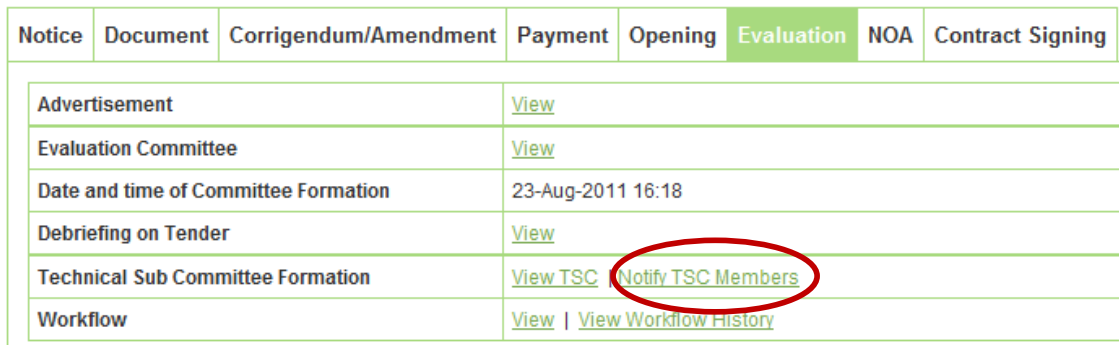 Notice Document Corrigendum/Amendment Payment Opening Evaluation NOA Contract Signing
Advertisement View
Evaluation Committee View
Date and time of Committee Formation 23-Aug-2011 16:18
Debriefing on Tender View
Technical Sub Committee Formation View TSC | Notify TSC Members
Workflow View | View Workflow History